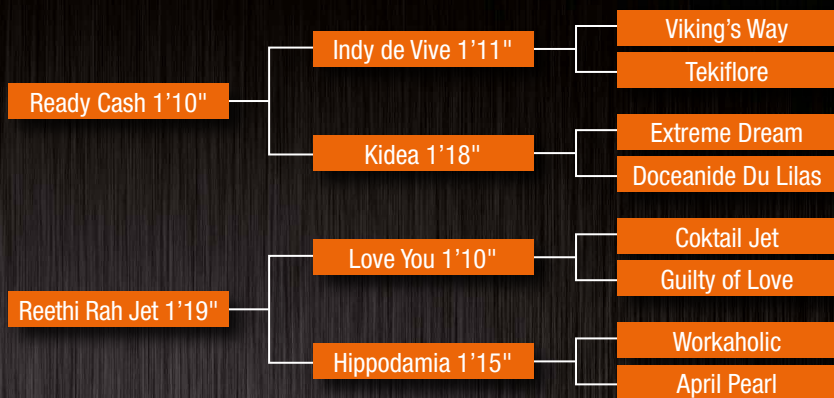 Ready Cash 1’10"
Indy de Vive 1’11"
Viking’s Way
Tekiflore
Kidea 1’18"
Extreme Dream
Doceanide Du Lilas
Reethi Rah Jet 1’19"
Love You 1’10"
Coktail Jet
Guilty of Love
Hippodamia 1’15"
Workaholic
April Pearl